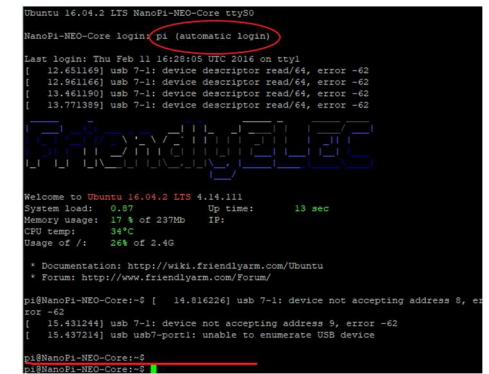 Ubuntu 16.04.2 LTS NanoPi-NEO-Core ttyS0
NanoPi-NEO-Core login: pi (automatic login)
Last login: Thu Feb 11 16:28:05 UTC 2016 on tty1
[   12.651169] usb 7-1: device descriptor read/64, error -62
[   12.961166] usb 7-1: device descriptor read/64, error -62
[   13.461190] usb 7-1: device descriptor read/64, error -62
[   13.771389] usb 7-1: device descriptor read/64, error -62
FriendlyELEC
Welcome to Ubuntu 16.04.2 LTS 4.14.111
System load:   0.87   Up time:   13 sec
Memory usage:  17 % of 237Mb   IP:
CPU temp:      34°C
Usage of /:    26% of 2.4G
* Documentation: http://wiki.friendlyarm.com/Ubuntu
* Forum: http://www.friendlyarm.com/Forum/
pi@NanoPi-NEO-Core:~$ [   14.816226] usb 7-1: device not accepting address 8, er
ror -62
[   15.431244] usb 7-1: device not accepting address 9, error -62
[   15.437214] usb usb7-port1: unable to enumerate USB device
pi@NanoPi-NEO-Core:~$
pi@NanoPi-NEO-Core:~$